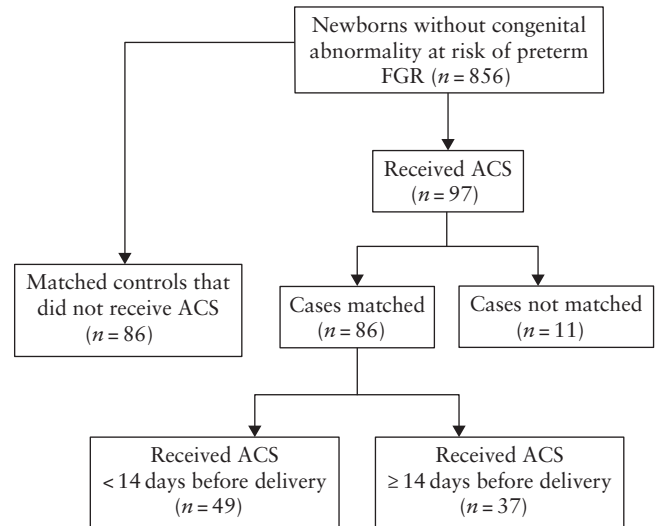 Newborns without congenital
abnormality at risk of preterm
FGR (n = 856)
Received ACS
(n = 97)
Matched controls that
did not receive ACS
(n = 86)
Cases matched
(n = 86)
Cases not matched
(n = 11)
Received ACS
< 14 days before delivery
(n = 49)
Received ACS
≥ 14 days before delivery
(n = 37)